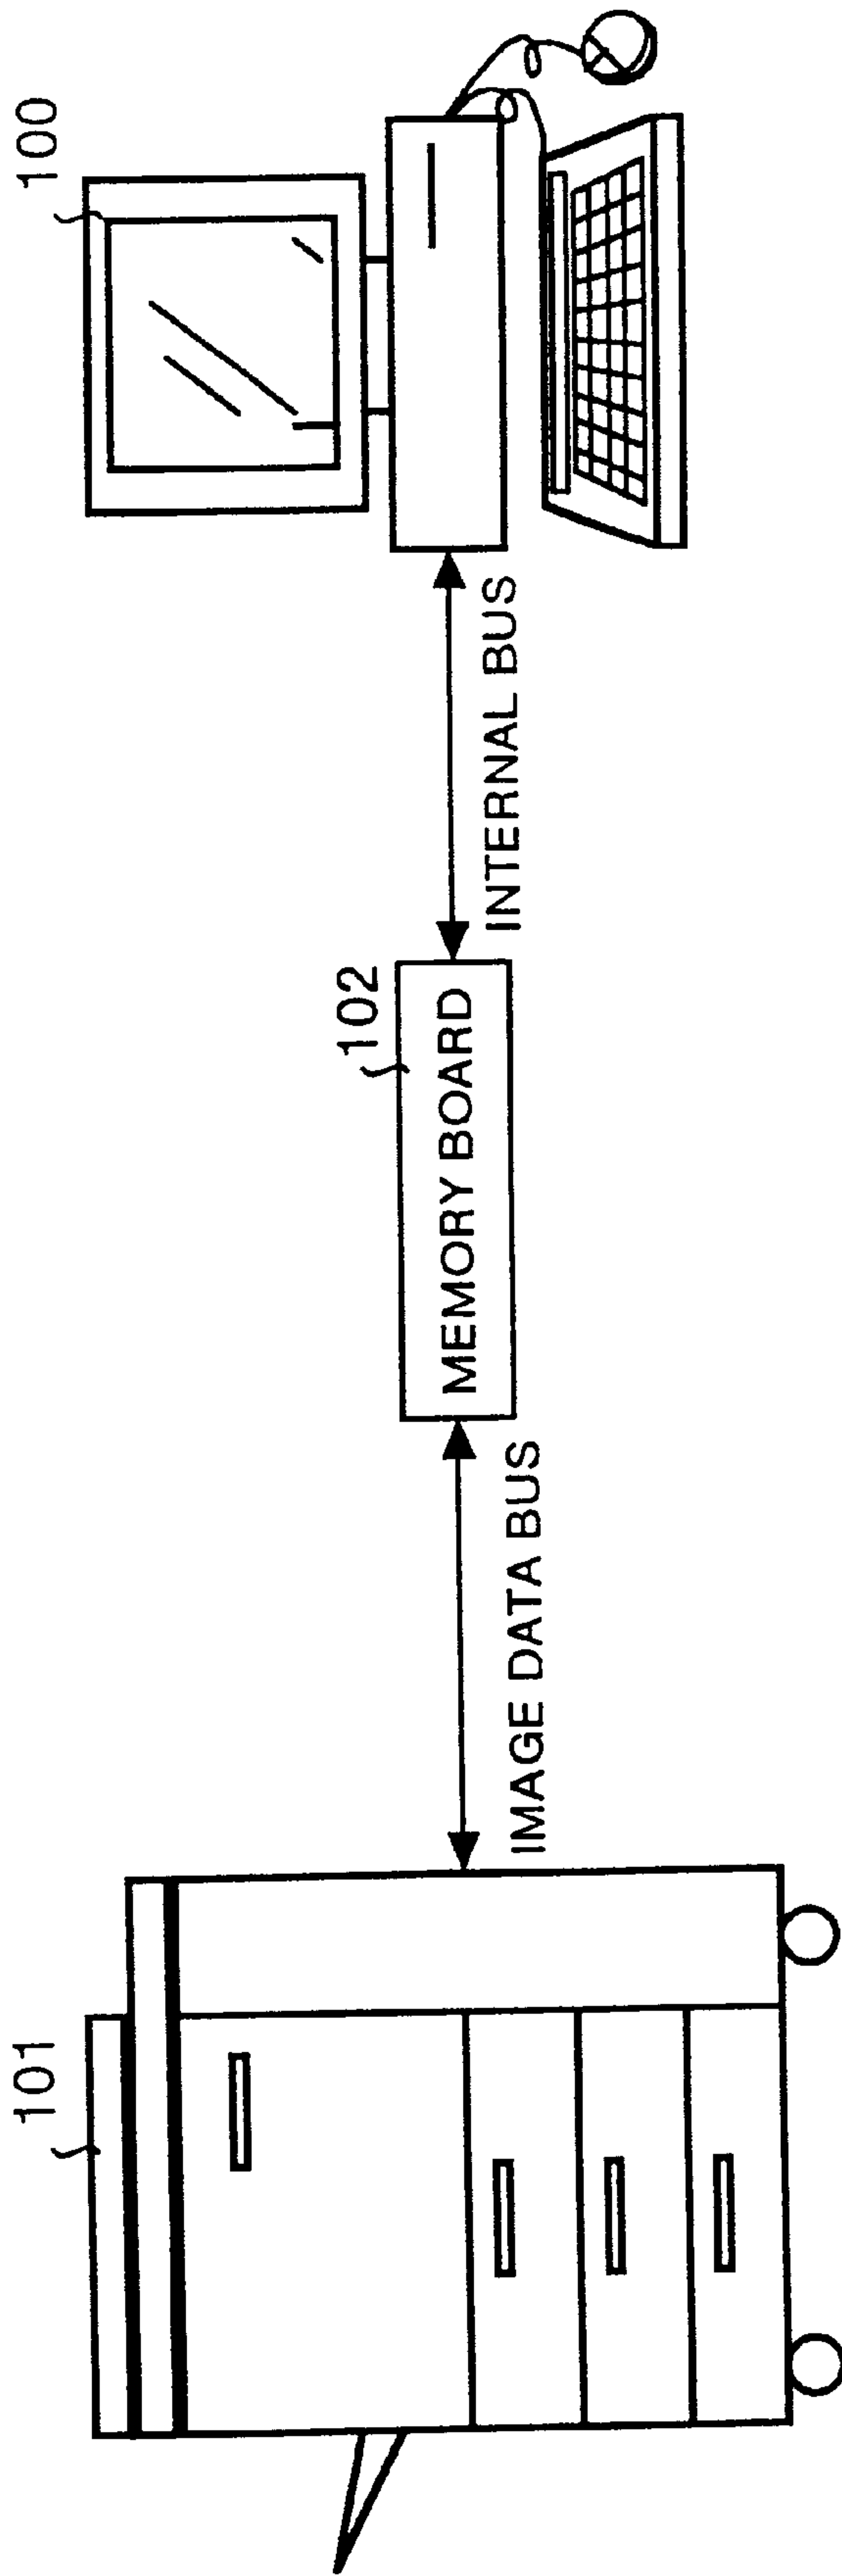 101
IMAGE DATA BUS
102
MEMORY BOARD
INTERNAL BUS
100